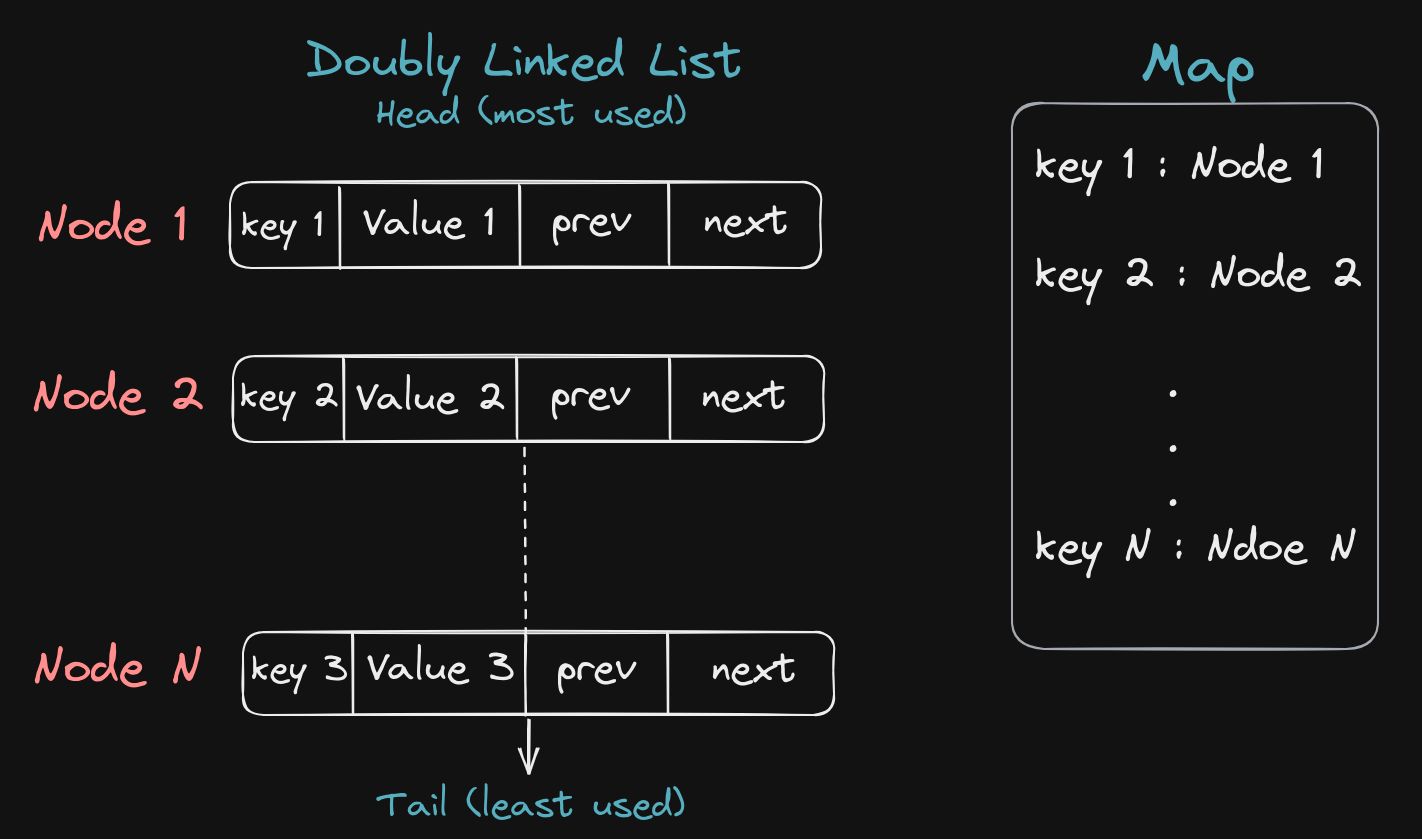 Doubly Linked List
Head (most used)
Node 1 key 1 Value 1 prev next
Node 2 key 2 Value 2 prev next
Node N key 3 Value 3 prev next
Tail (least used)
Map
key 1 : Node 1
key 2 : Node 2
.
.
.
key N : Ndoe N